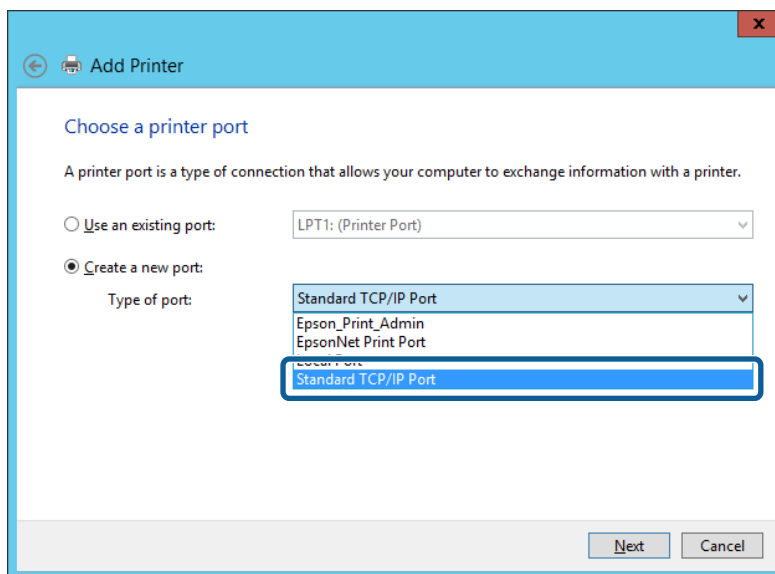 x
Add Printer
Choose a printer port
A printer port is a type of connection that allows your computer to exchange information with a printer.
Use an existing port:
LPT1: (Printer Port)
Create a new port:
Type of port:
Standard TCP/IP Port
Epson_Print_Admin
EpsonNet Print Port
Local Port
Standard TCP/IP Port
Next
Cancel